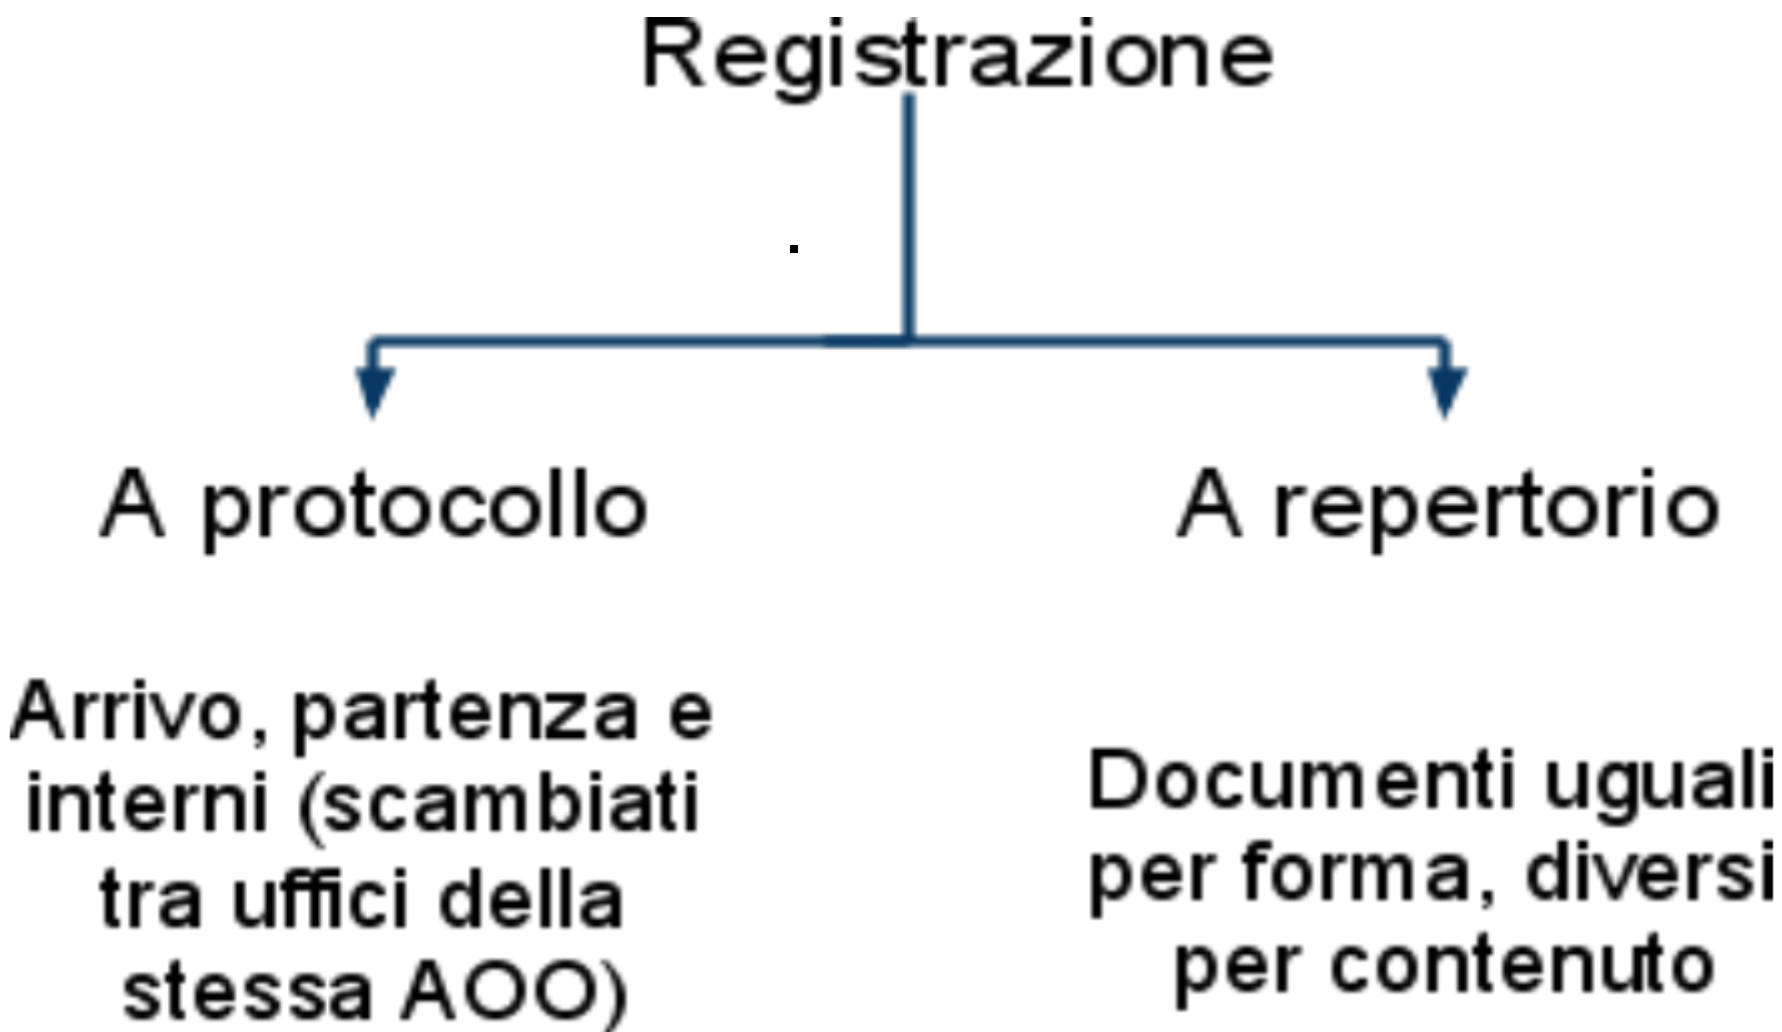 Registrazione
A protocollo
A repertorio
Arrivo, partenza e
interni (scambiati
tra uffici della
stessa AOO)
Documenti uguali
per forma, diversi
per contenuto